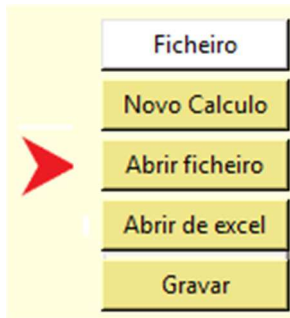 Ficheiro
Novo Calculo
Abrir ficheiro
Abrir de excel
Gravar